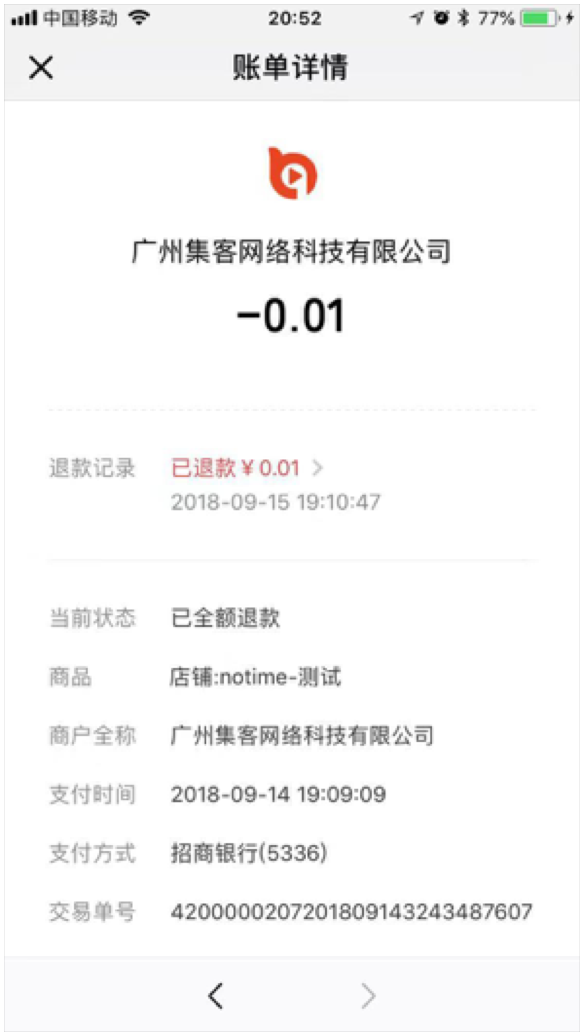 中国移动 20:52 77%
账单详情
广州集客网络科技有限公司
-0.01
退款记录 已退款¥0.01
2018-09-15 19:10:47
当前状态 已全额退款
商品 店铺:notime-测试
商户全称 广州集客网络科技有限公司
支付时间 2018-09-14 19:09:09
支付方式 招商银行(5336)
交易单号 4200000207201809143243487607